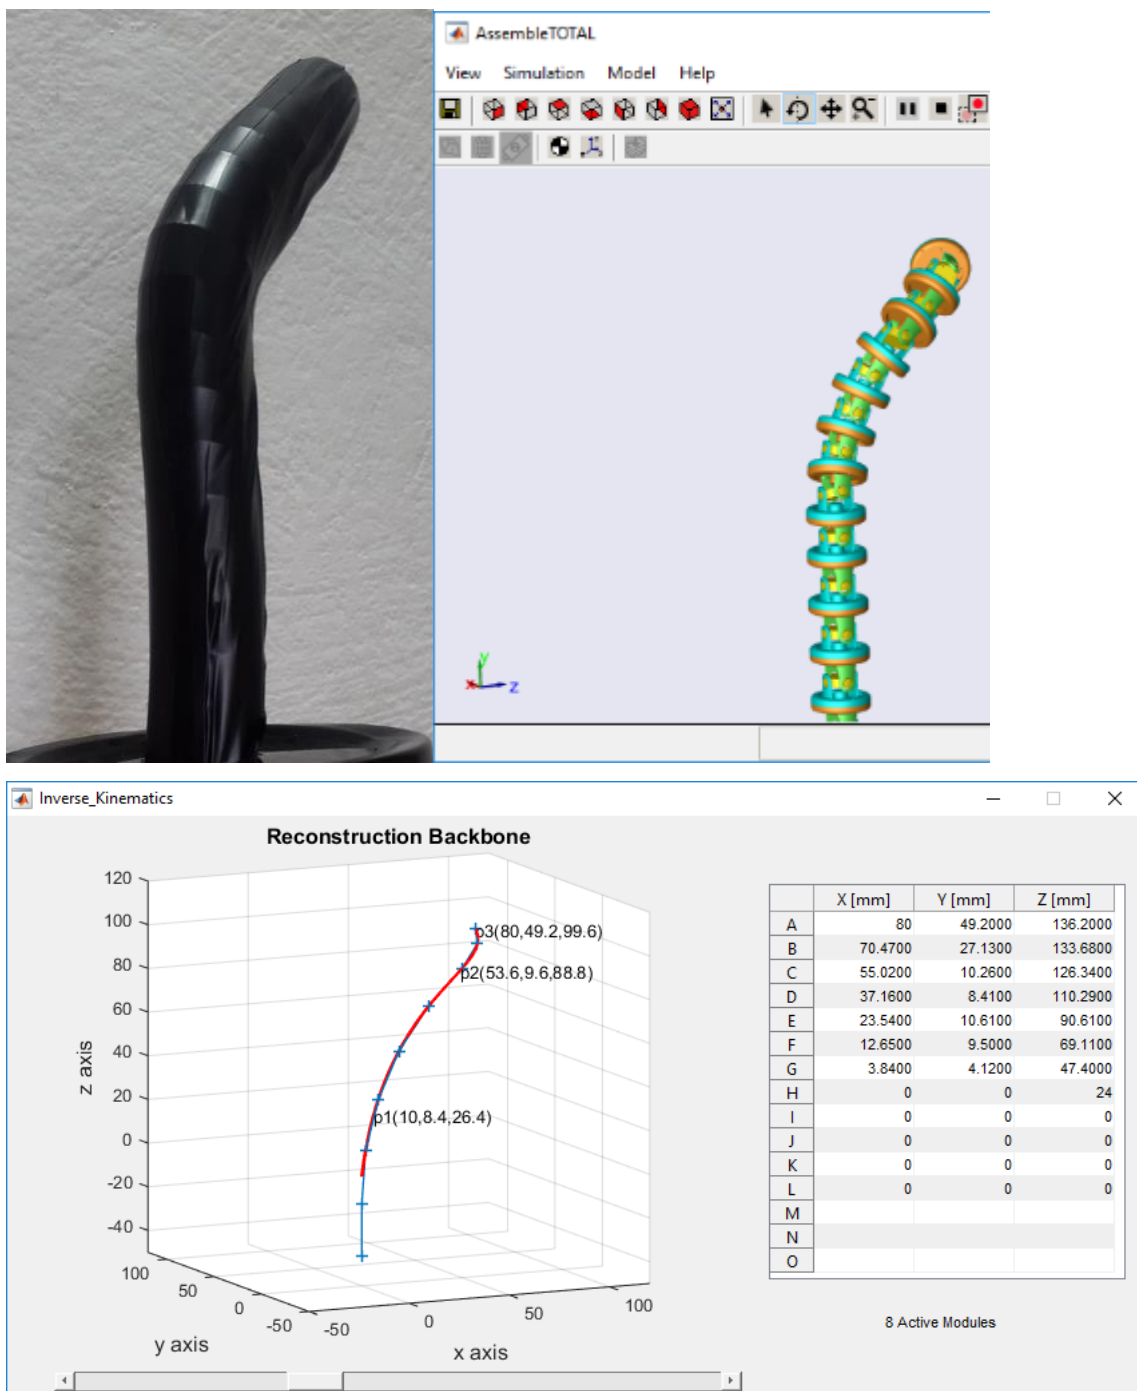 AssembleTOTAL
View Simulation Model Help
y
x
z
Inverse_Kinematics
Reconstruction Backbone
120
100
80
60
40
20
0
-20
-40
z axis
p3(80,49.2,99.6)
p2(53.6,9.6,88.8)
p1(10,8.4,26.4)
100
50
0
-50
y axis
-50
0
50
100
x axis
X [mm] Y [mm] Z [mm]
A 80 49.2000 136.2000
B 70.4700 27.1300 133.6800
C 55.0200 10.2600 126.3400
D 37.1600 8.4100 110.2900
E 23.5400 10.6100 90.6100
F 12.6500 9.5000 69.1100
G 3.8400 4.1200 47.4000
H 0 0 24
I 0 0 0
J 0 0 0
K 0 0 0
L 0 0 0
M
N
O
8 Active Modules